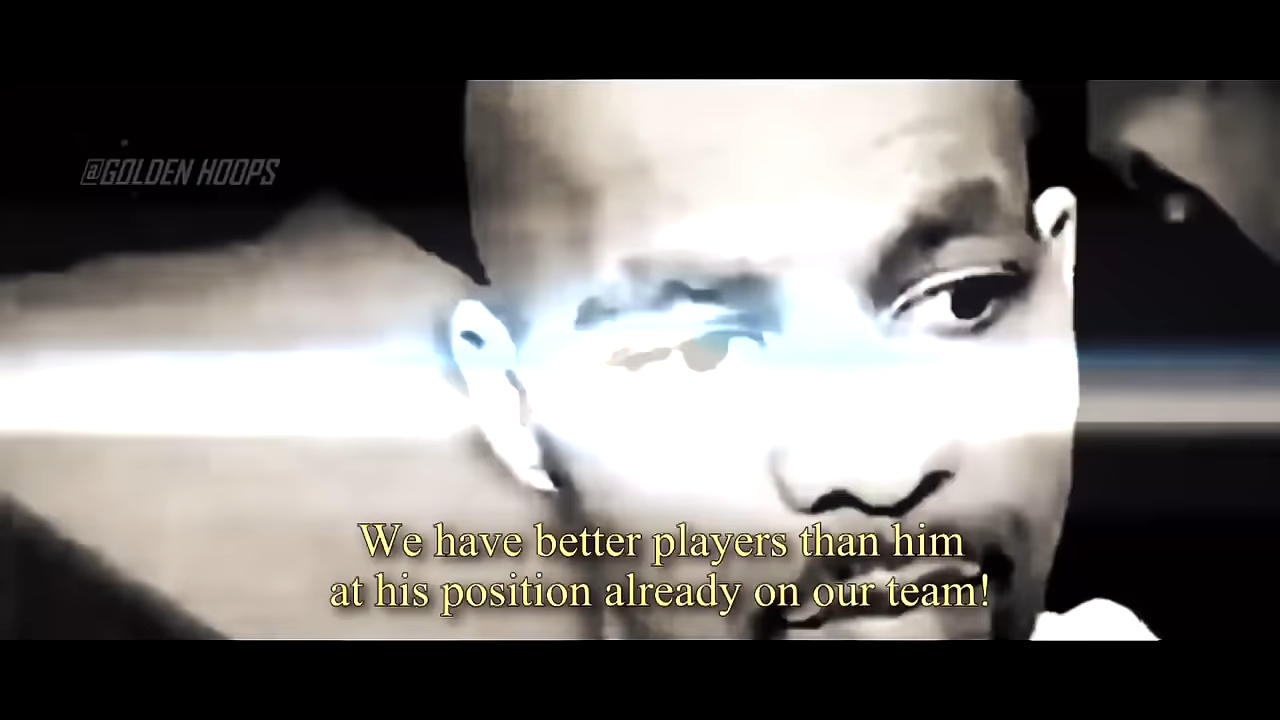 @GOLDEN HOOPS
We have better players than him
at his position already on our team!